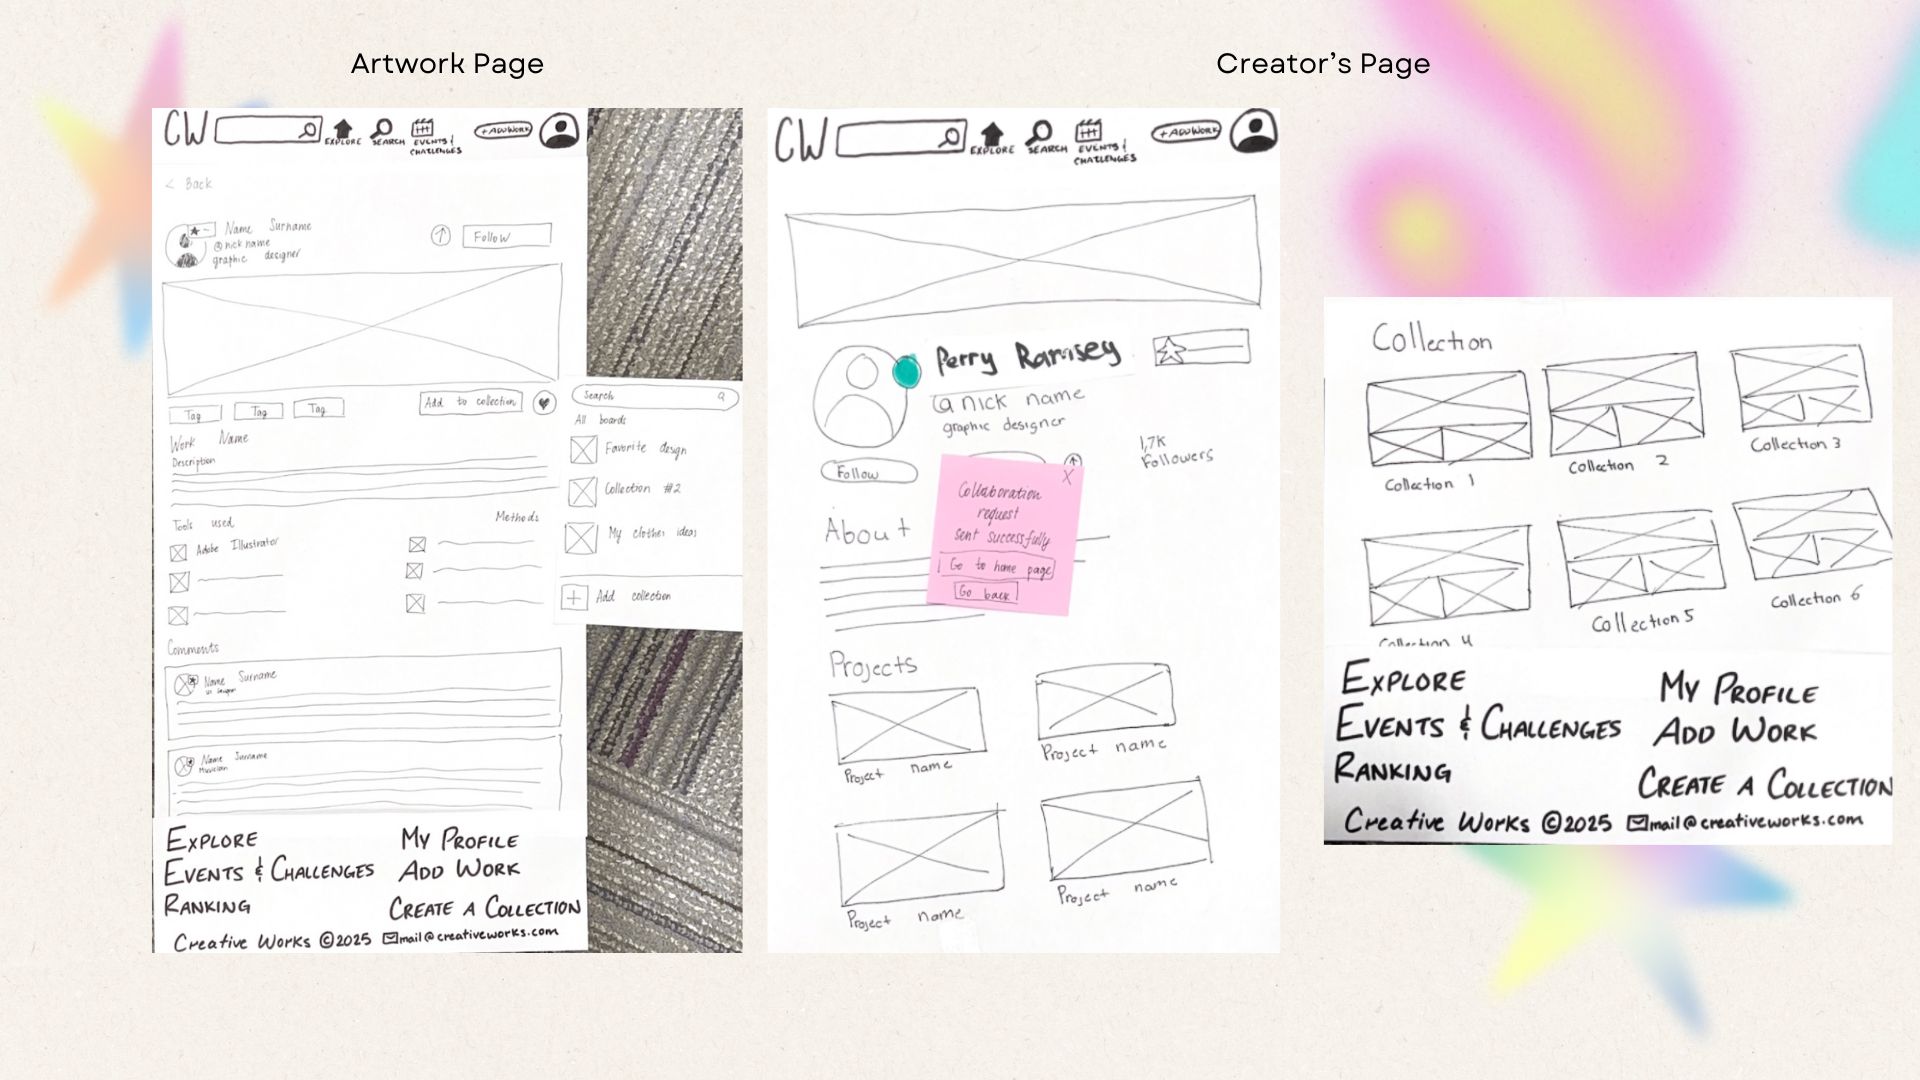 Artwork Page
CW
EXPLORE
SEARCH
EVENTS &
CHALLENGES
+ ADD WORK
< Back
Name Surname
@nick name
graphic designer
Follow
Tag
Tag
Tag
Add to collection
Work Name
Description
Tools used
Methods
Adobe Illustrator
Search
All boards
Favorite design
Collection #2
My clothes ideas
+ Add collection
Comments
Name Surname
Name Surname
Musician
EXPLORE
EVENTS & CHALLENGES
RANKING
MY PROFILE
ADD WORK
CREATE A COLLECTION
Creative Works ©2025
mail@creativeworks.com
Creator's Page
CW
EXPLORE
SEARCH
EVENTS &
CHALLENGES
+ ADD WORK
Perry Ramsey
@nick name
graphic designer
1,7K
Followers
Follow
X
Collaboration
request
sent successfully
Go to home page
Go back
About
Projects
Project name
Project name
Project name
Project name
Collection
Collection 1
Collection 2
Collection 3
Collection 4
Collection 5
Collection 6
EXPLORE
EVENTS & CHALLENGES
RANKING
MY PROFILE
ADD WORK
CREATE A COLLECTION
Creative Works ©2025
mail@creativeworks.com